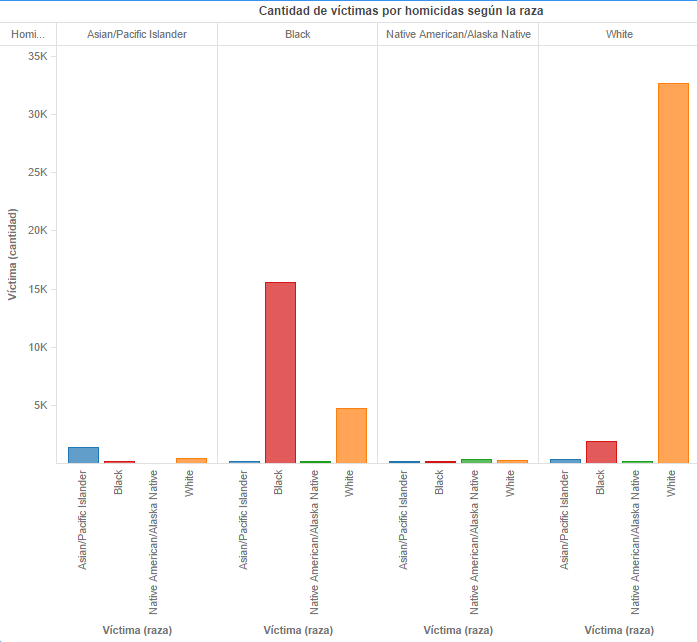 Cantidad de víctimas por homicidas según la raza
Homi... Asian/Pacific Islander Black Native American/Alaska Native White
35K
30K
25K
20K
15K
10K
5K
Víctima (cantidad)
Asian/Pacific Islander Black Native American/Alaska Native White Asian/Pacific Islander Black Native American/Alaska Native White Asian/Pacific Islander Black Native American/Alaska Native White Asian/Pacific Islander Black Native American/Alaska Native White
Víctima (raza) Víctima (raza) Víctima (raza) Víctima (raza)